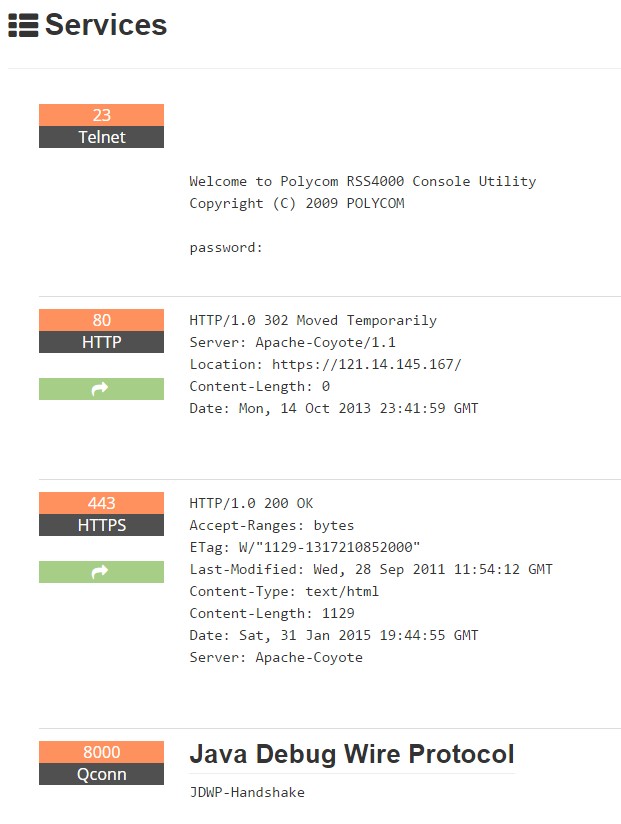 Services
23
Telnet
Welcome to Polycom RSS4000 Console Utility
Copyright (C) 2009 POLYCOM
password:
80
HTTP
HTTP/1.0 302 Moved Temporarily
Server: Apache-Coyote/1.1
Location: https://121.14.145.167/
Content-Length: 0
Date: Mon, 14 Oct 2013 23:41:59 GMT
443
HTTPS
HTTP/1.0 200 OK
Accept-Ranges: bytes
ETag: W/"1129-1317210852000"
Last-Modified: Wed, 28 Sep 2011 11:54:12 GMT
Content-Type: text/html
Content-Length: 1129
Date: Sat, 31 Jan 2015 19:44:55 GMT
Server: Apache-Coyote
8000
Qconn
Java Debug Wire Protocol
JDWP-Handshake